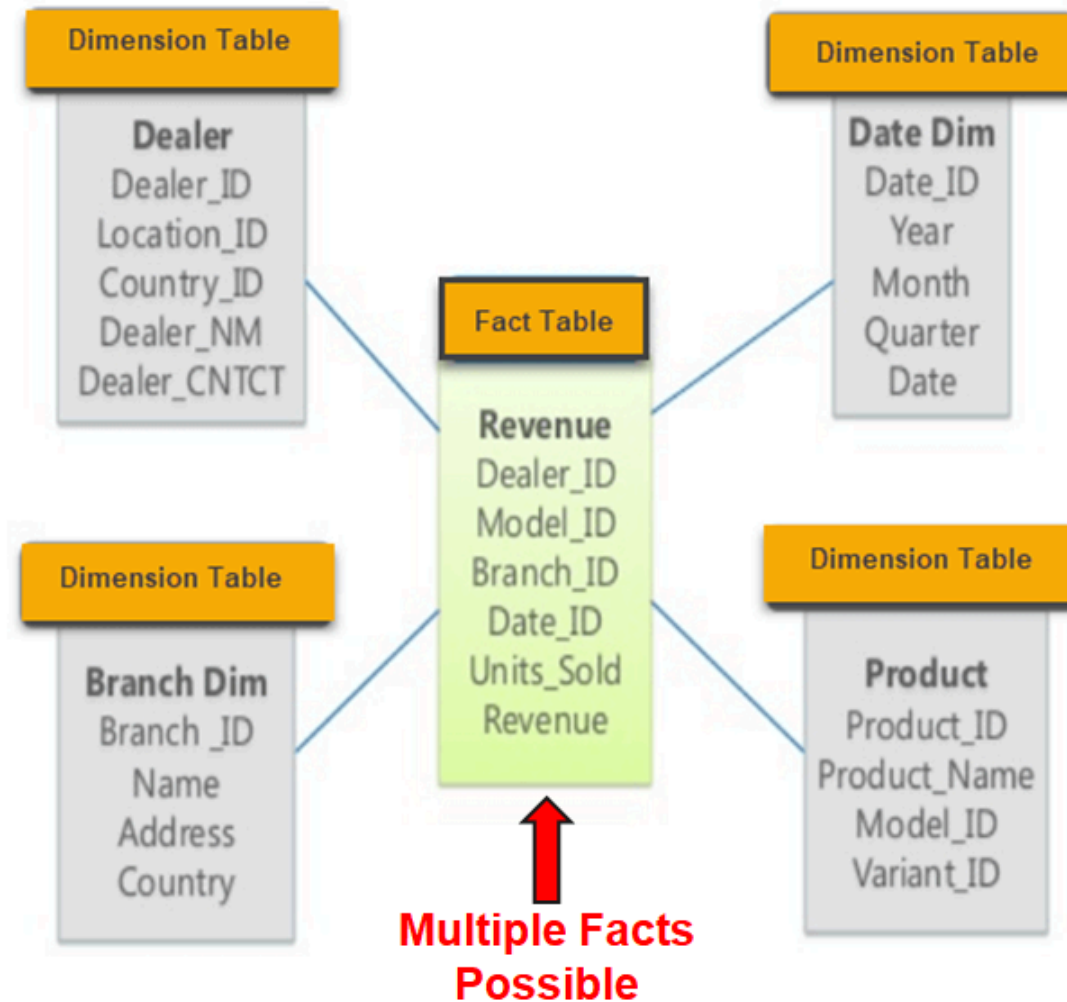 Dimension Table
Dealer
Dealer_ID
Location_ID
Country_ID
Dealer_NM
Dealer_CNTCT
Dimension Table
Date Dim
Date_ID
Year
Month
Quarter
Date
Fact Table
Revenue
Dealer_ID
Model_ID
Branch_ID
Date_ID
Units_Sold
Revenue
Dimension Table
Branch Dim
Branch _ID
Name
Address
Country
Dimension Table
Product
Product_ID
Product_Name
Model_ID
Variant_ID
Multiple Facts
Possible